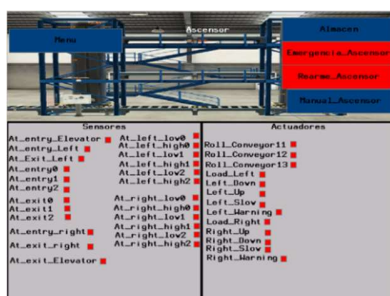 Menu
Ascensor
Almacen
Emergencia_Ascensor
Rearme_Ascensor
Manual_Ascensor
Sensores
At_entry_Elevator
At_entry_Left
At_Exit_Left
At_entry0
At_entry1
At_entry2
At_exit0
At_exit1
At_exit2
At_entry_right
At_exit_right
At_exit_Elevator
At_left_low0
At_left_high0
At_left_low1
At_left_high1
At_left_low2
At_left_high2
At_right_low0
At_right_high0
At_right_low1
At_right_high1
At_right_low2
At_right_high2
Actuadores
Roll_Conveyor11
Roll_Conveyor12
Roll_Conveyor13
Load_Left
Left_Down
Left_Up
Left_Slow
Left_Warning
Load_Right
Right_Up
Right_Down
Right_Slow
Right_Warning